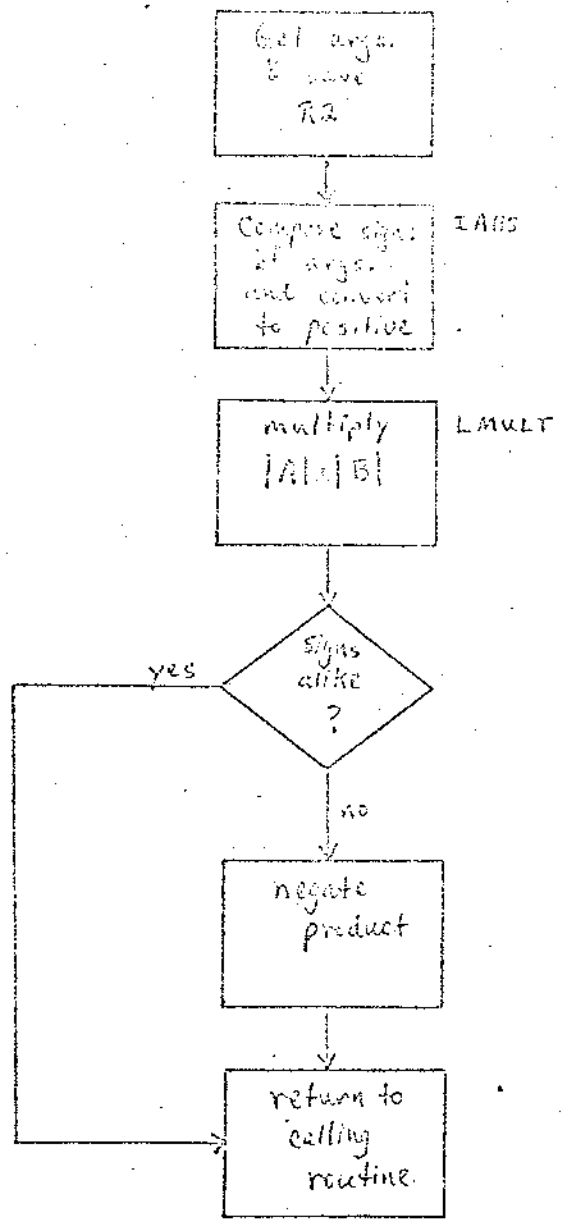 Get args.
& save
R2
Compose signs
of args.
and convert
to positive
IABS
multiply
|A|x|B|
LMULT
signs
alike
?
yes
no
negate
product
return to
calling
routine.